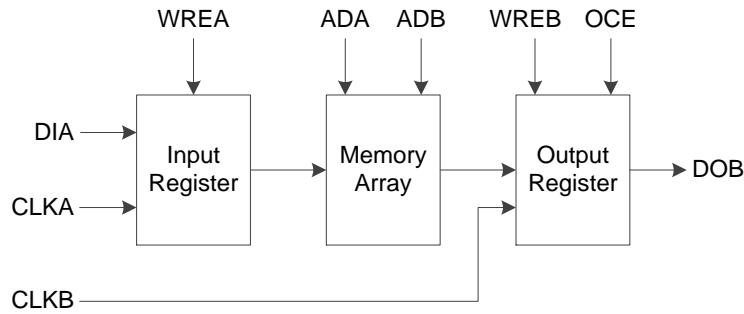 WREA
ADA
ADB
WREB
OCE
DIA
Input
Register
Memory
Array
Output
Register
DOB
CLKA
CLKB